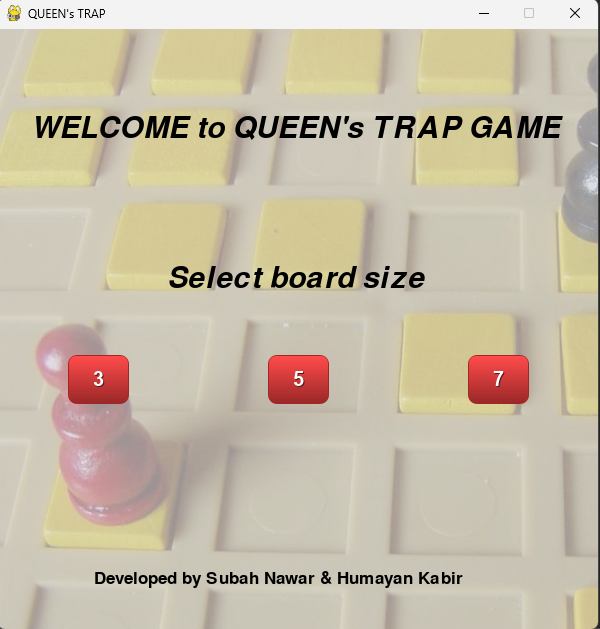 QUEEN's TRAP
WELCOME to QUEEN's TRAP GAME
Select board size
3 5 7
Developed by Subah Nawar & Humayan Kabir